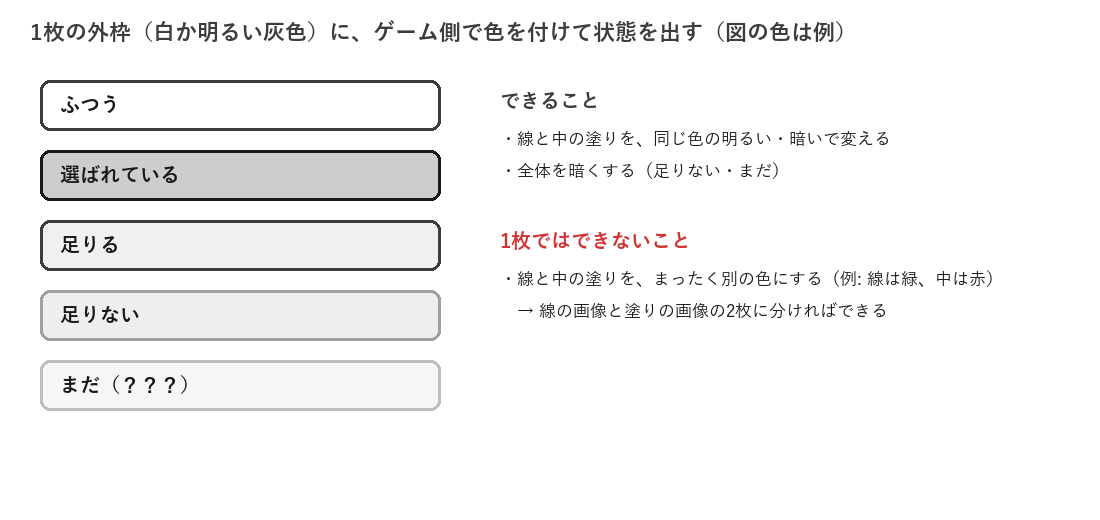 1枚の外枠（白か明るい灰色）に、ゲーム側で色を付けて状態を出す（図の色は例）
ふつう
選ばれている
足りる
足りない
まだ（？？？）
できること
・線と中の塗りを、同じ色の明るい・暗いで変える
・全体を暗くする（足りない・まだ）
1枚ではできないこと
・線と中の塗りを、まったく別の色にする（例: 線は緑、中は赤）
→ 線の画像と塗りの画像の2枚に分ければできる